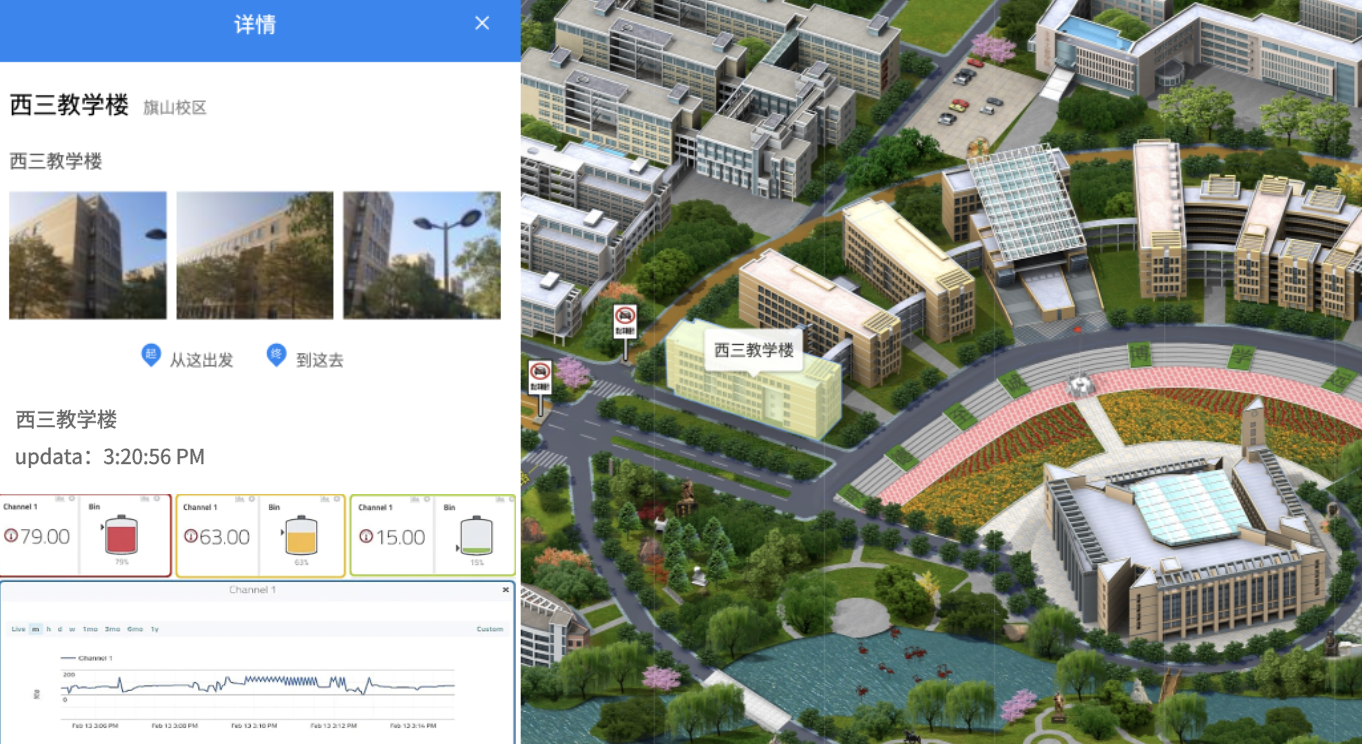 详情
西三教学楼 旗山校区
西三教学楼
起 从这出发 终 到这去
西三教学楼
updata：3:20:56 PM
Channel 1 Bin Channel 1 Bin Channel 1 Bin
79.00 63.00 15.00
79% 63% 15%
Channel 1
Live m h d w 1mo 3mo 6mo 1y Custom
Channel 1
200
0
Feb 13 3:06 PM Feb 13 3:08 PM Feb 13 3:10 PM Feb 13 3:12 PM Feb 13 3:14 PM
西三教学楼
博
学